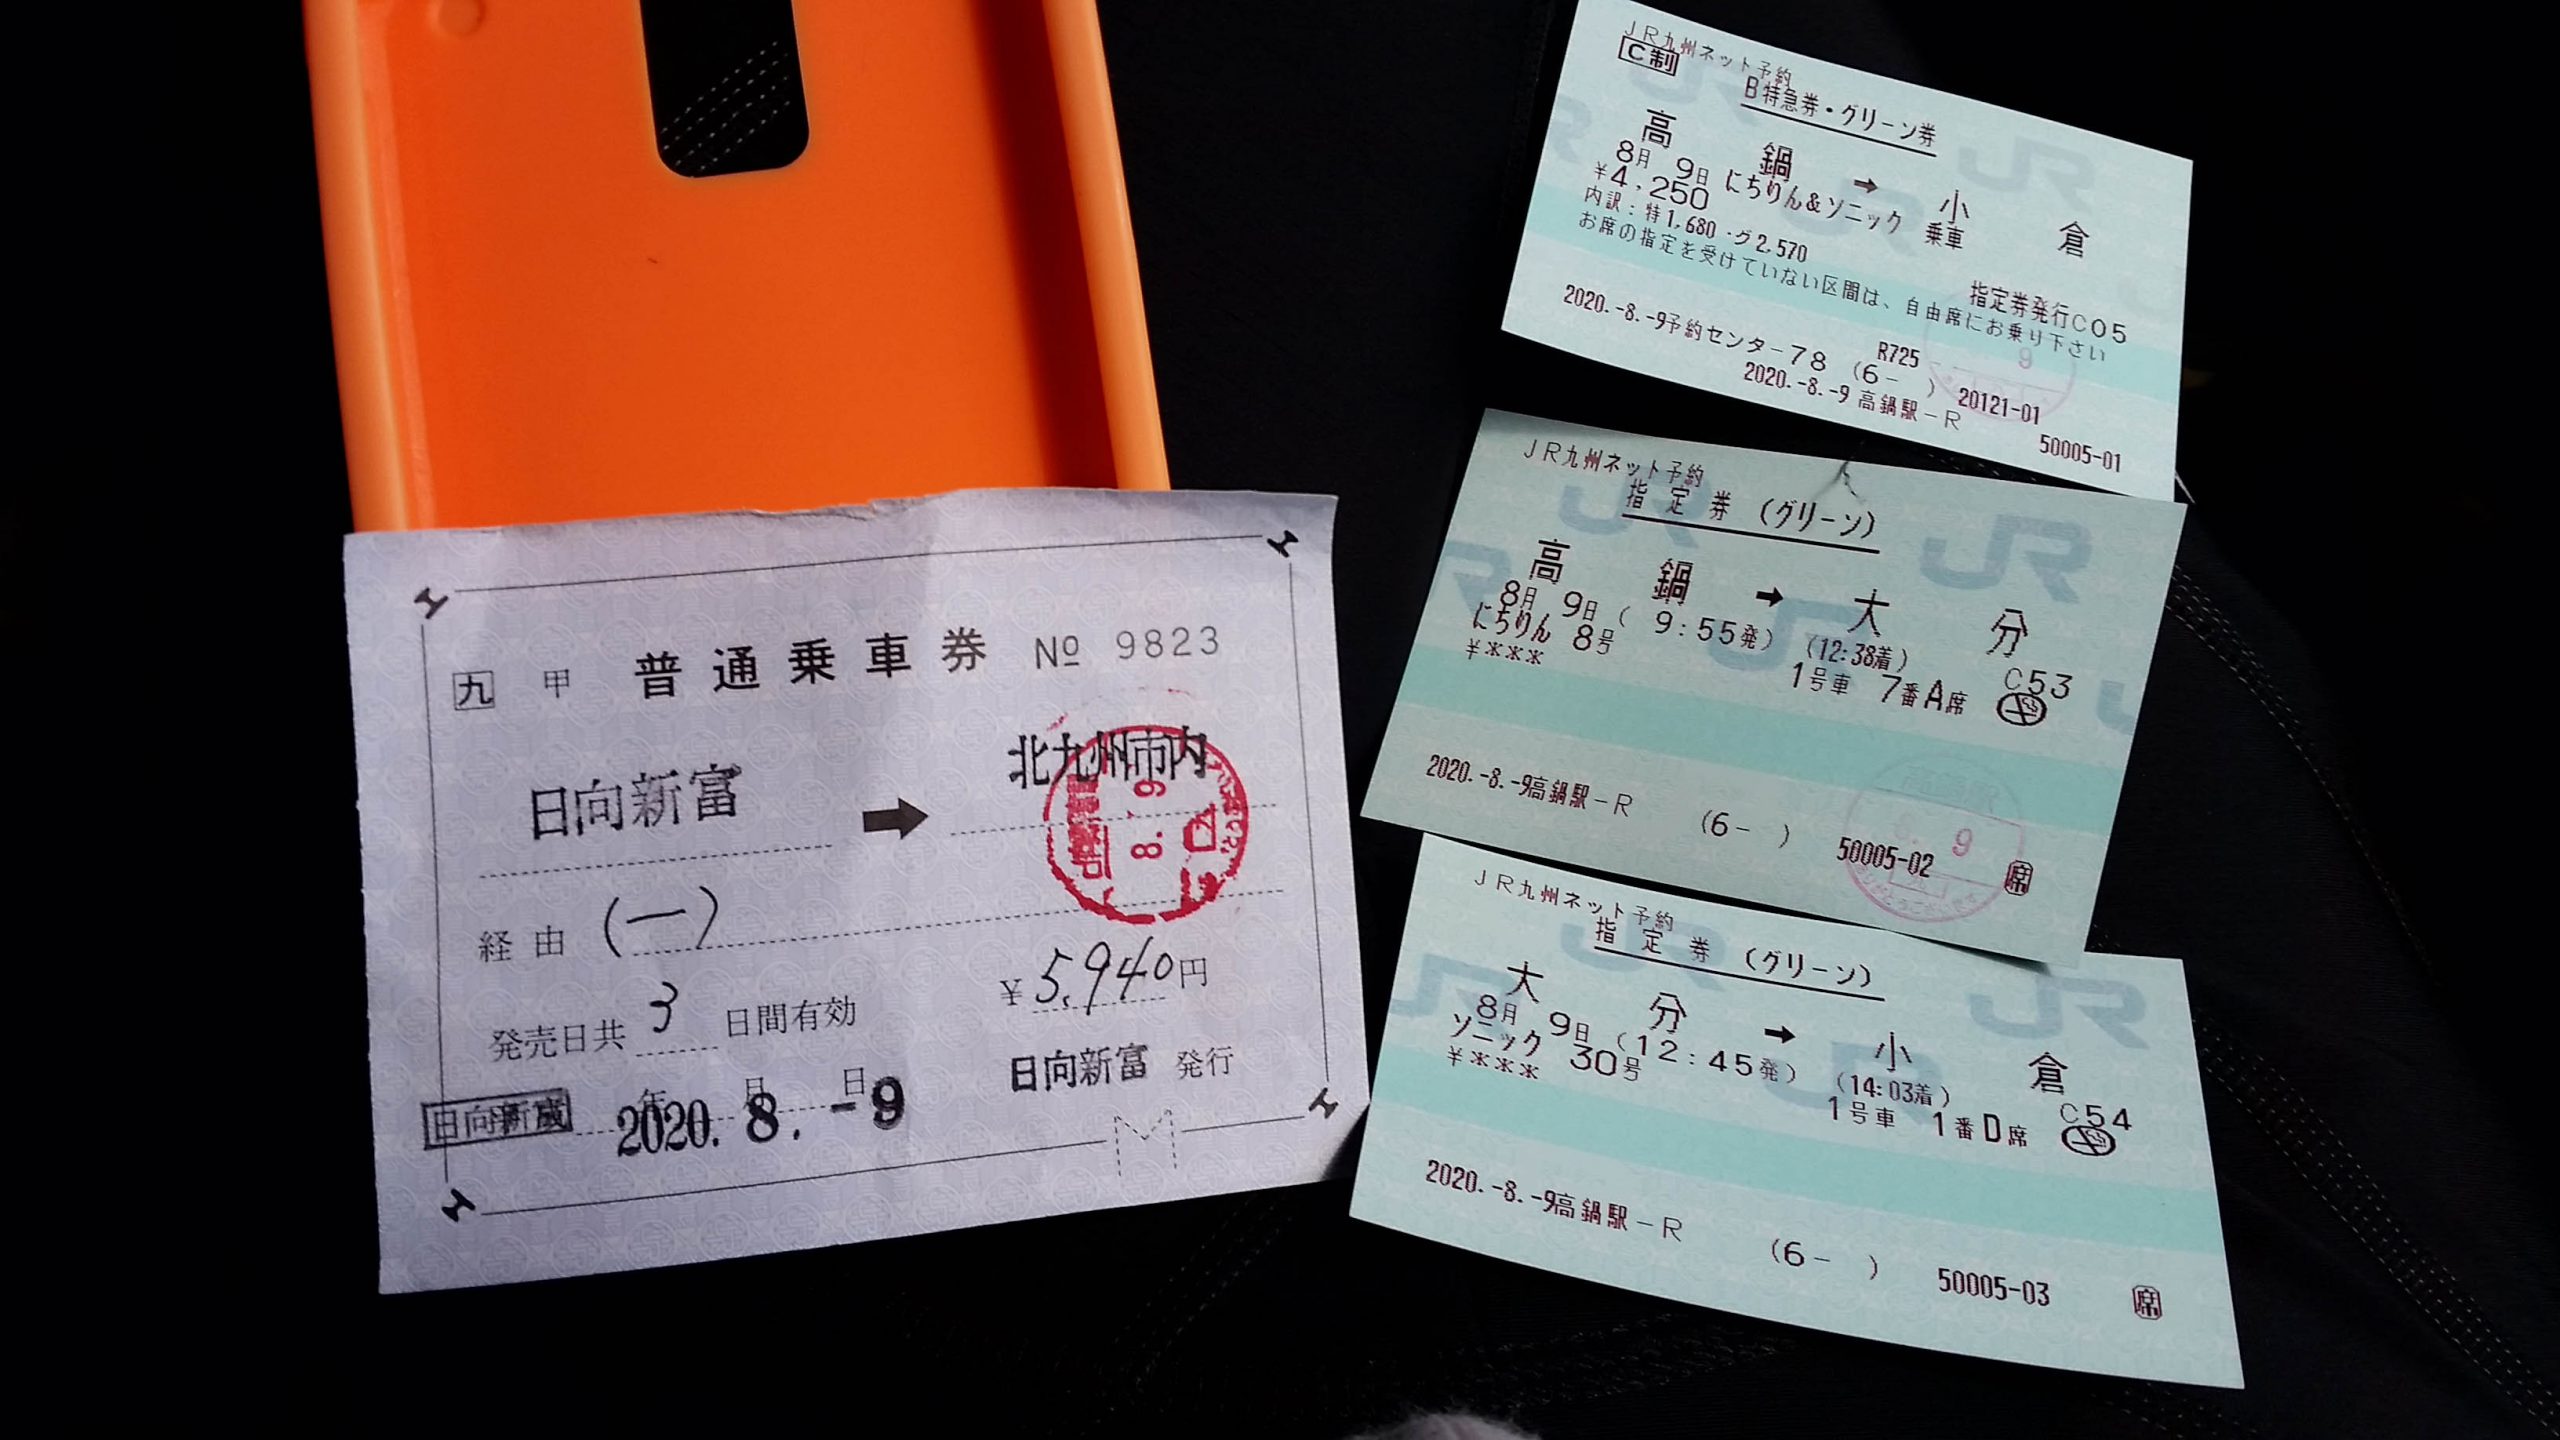 九 甲 普通乗車券 № 9823
日向新富 ➡ 北九州市内
8. 9
経由 (一)
発売日共 3 日間有効 ¥5,940円
年 月 日
2020. 8. -9
日向新富 発行
JR九州ネット予約
C制
B特急券・グリーン券
高鍋 ➡ 小倉
8月 9日 にちりん&ソニック 乗車
¥4,250
内訳:特1,680・グ2,570
指定券発行C05
お席の指定を受けていない区間は、自由席にお乗り下さい
R725
2020.-8.-9予約センター78 (6- ) 20121-01
2020.-8.-9 高鍋駅-R 50005-01
JR九州ネット予約
指定券 (グリーン)
高鍋 ➡ 大分
8月 9日 ( 9:55発) (12:38着) C53
にちりん 8号 1号車 7番A席
¥***
2020.-8.-9高鍋駅-R (6- ) 50005-02 席
9
JR九州ネット予約
指定券 (グリーン)
大分 ➡ 小倉
8月 9日 (12:45発) (14:03着) C54
ソニック 30号 1号車 1番D席
¥***
2020.-8.-9高鍋駅-R (6- ) 50005-03 席